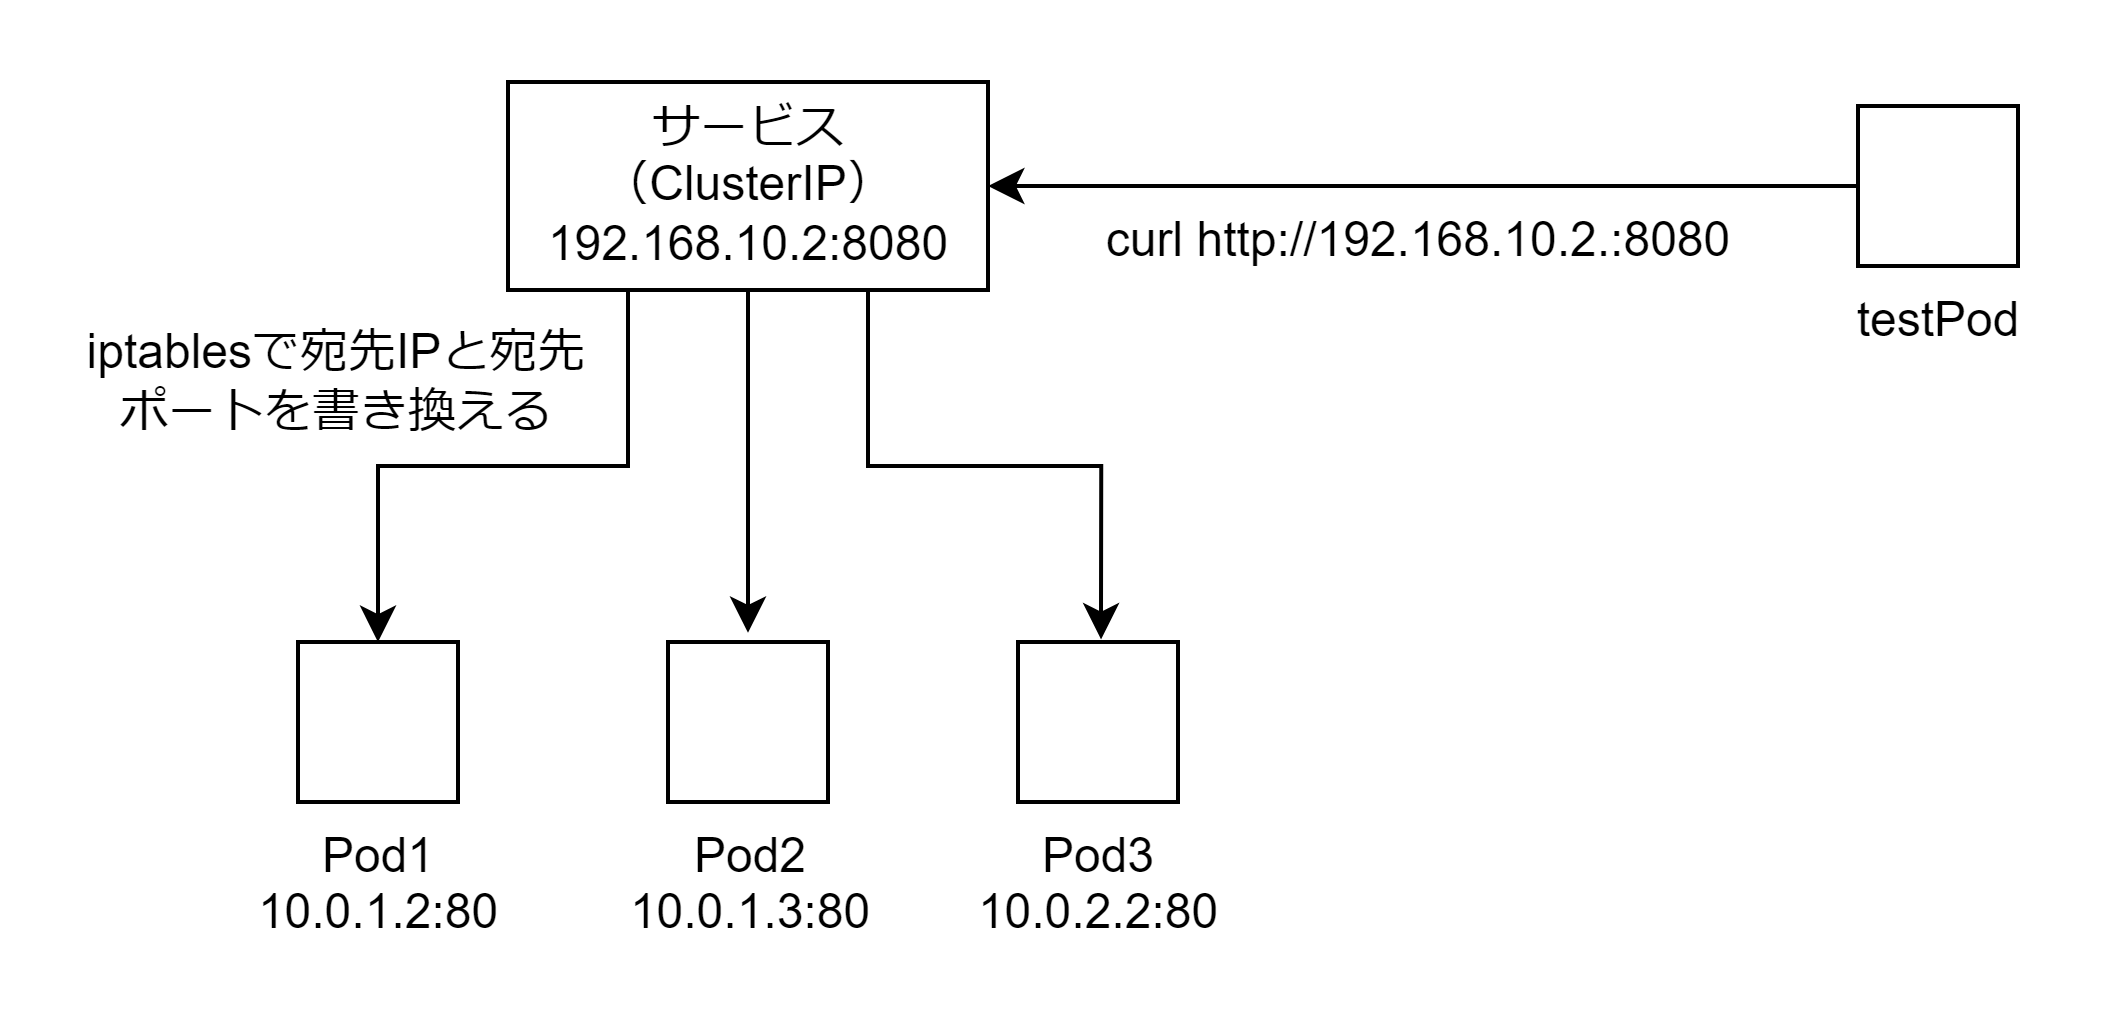 サービス
（ClusterIP）
192.168.10.2:8080
curl http://192.168.10.2.:8080
testPod
iptablesで宛先IPと宛先
ポートを書き換える
Pod1
10.0.1.2:80
Pod2
10.0.1.3:80
Pod3
10.0.2.2:80